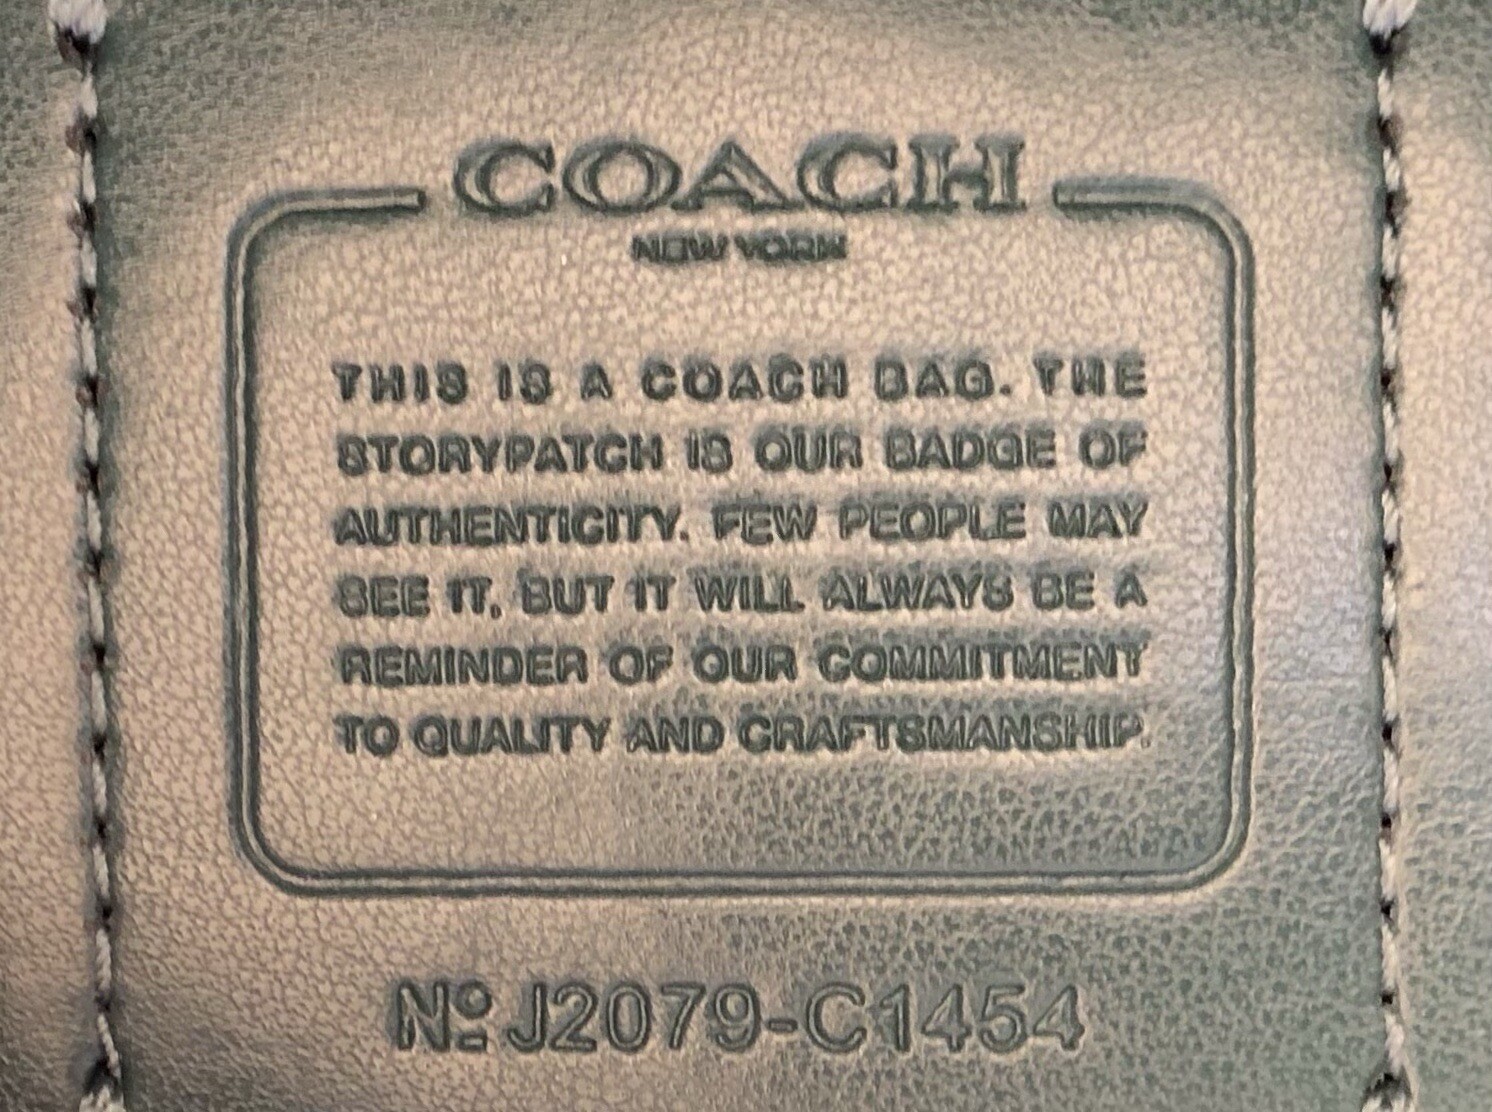 COACH
NEW YORK
THIS IS A COACH BAG. THE
STORYPATCH IS OUR BADGE OF
AUTHENTICITY. FEW PEOPLE MAY
SEE IT, BUT IT WILL ALWAYS BE A
REMINDER OF OUR COMMITMENT
TO QUALITY AND CRAFTSMANSHIP.
Nº J2079-C1454